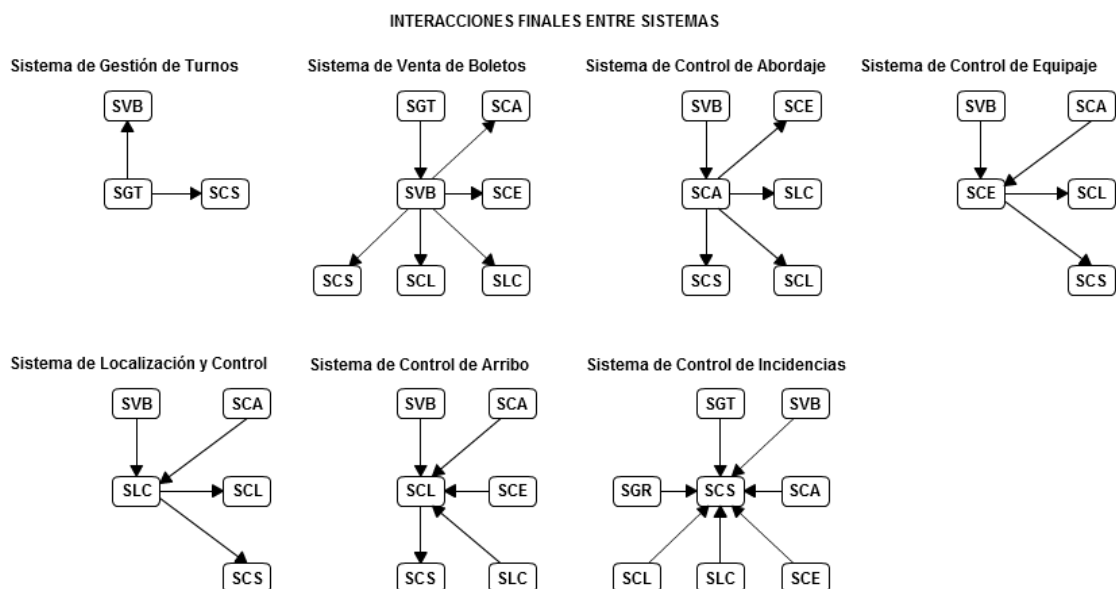 INTERACCIONES FINALES ENTRE SISTEMAS
Sistema de Gestión de Turnos
SVB
SGT
SCS
Sistema de Venta de Boletos
SGT
SCA
SVB
SCE
SCS
SCL
SLC
Sistema de Control de Abordaje
SVB
SCE
SCA
SLC
SCS
SCL
Sistema de Control de Equipaje
SVB
SCA
SCE
SCL
SCS
Sistema de Localización y Control
SVB
SCA
SLC
SCL
SCS
Sistema de Control de Arribo
SVB
SCA
SCL
SCE
SCS
SLC
Sistema de Control de Incidencias
SGT
SVB
SGR
SCS
SCA
SCL
SLC
SCE